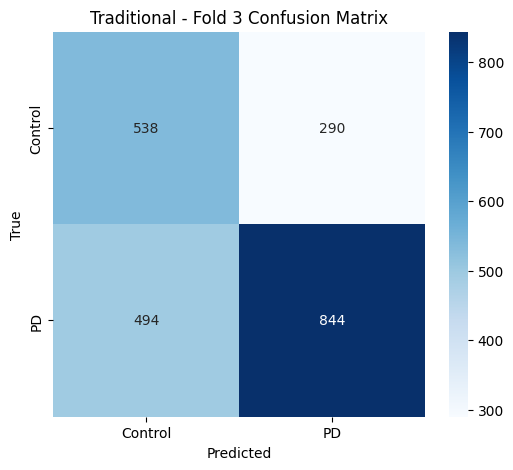 Traditional - Fold 3 Confusion Matrix
Control
538
290
PD
494
844
True
Control
PD
Predicted
800
700
600
500
400
300